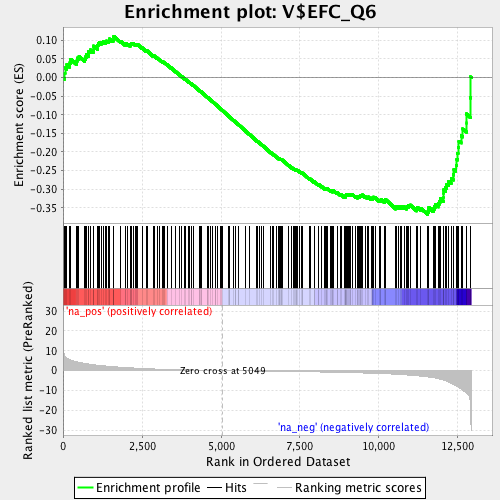 Enrichment plot: V$EFC_Q6
Enrichment score (ES)
0.10
0.05
0.00
-0.05
-0.10
-0.15
-0.20
-0.25
-0.30
-0.35
'na_pos' (positively correlated)
Ranked list metric (PreRanked)
30
20
10
0
-10
-20
-30
Zero cross at 5049
'na_neg' (negatively correlated)
0
2,500
5,000
7,500
10,000
12,500
Rank in Ordered Dataset
Enrichment profile
Hits
Ranking metric scores